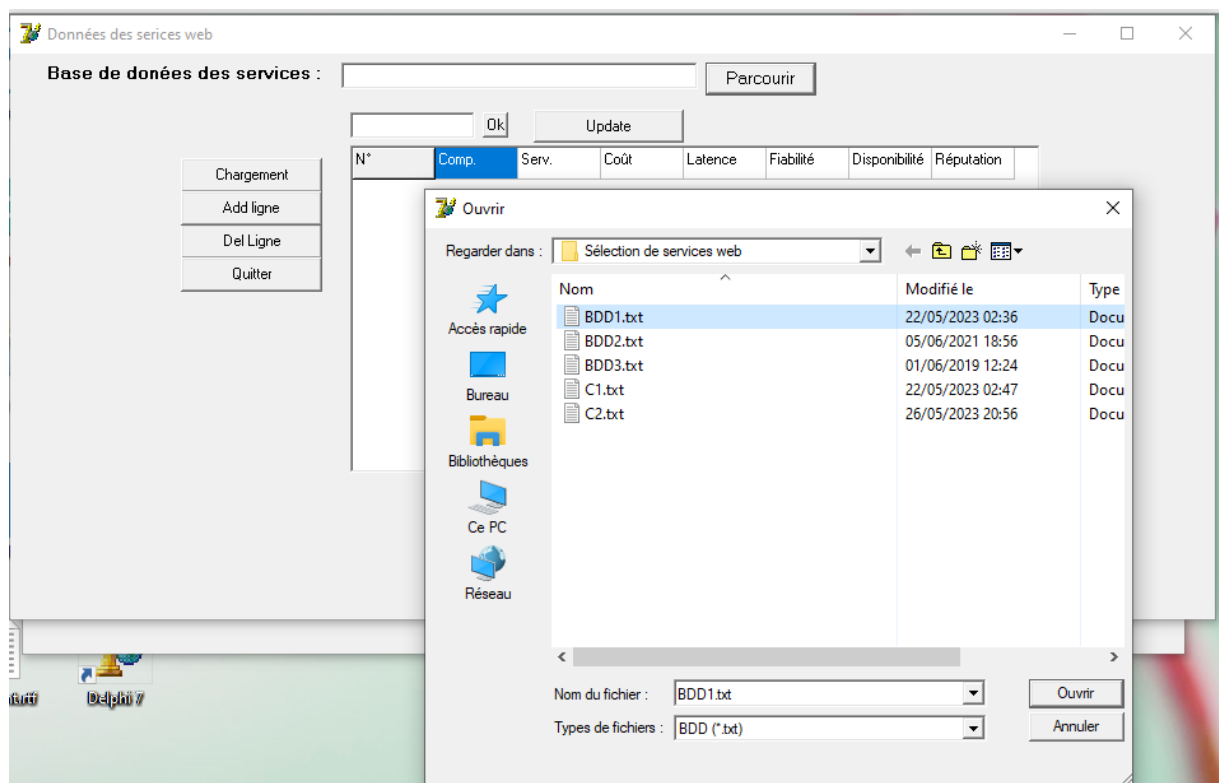 Données des serices web
Base de donées des services :
Parcourir
Ok
Update
Chargement
Add ligne
Del Ligne
Quitter
N° Comp. Serv. Coût Latence Fiabilité Disponibilité Réputation
Ouvrir
Regarder dans : Sélection de services web
Accès rapide
Bureau
Bibliothèques
Ce PC
Réseau
Nom Modifié le Type
BDD1.txt 22/05/2023 02:36 Docu
BDD2.txt 05/06/2021 18:56 Docu
BDD3.txt 01/06/2019 12:24 Docu
C1.txt 22/05/2023 02:47 Docu
C2.txt 26/05/2023 20:56 Docu
Nom du fichier : BDD1.txt Ouvrir
Types de fichiers : BDD (*.txt) Annuler
Delphi 7